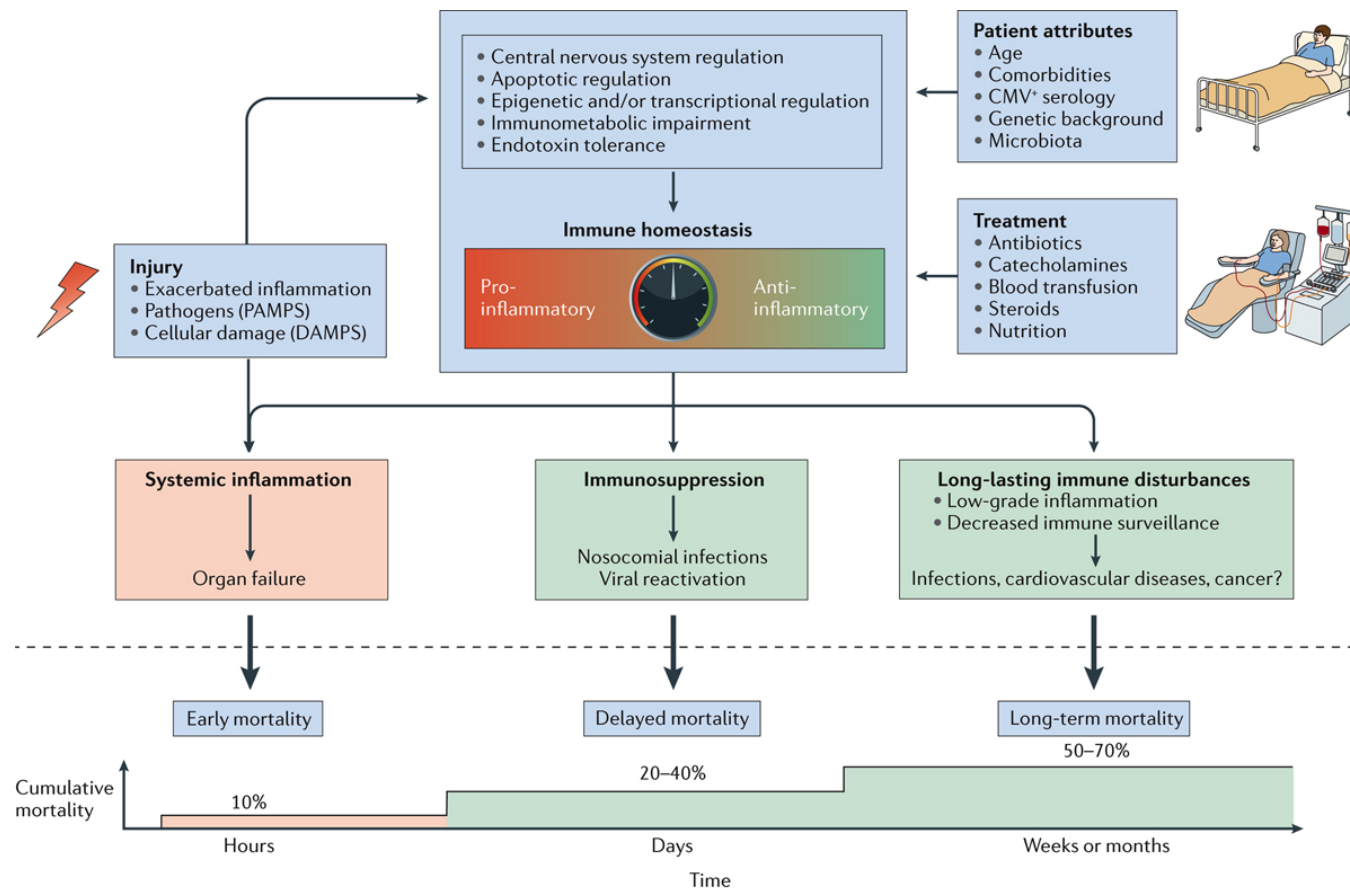 • Central nervous system regulation
• Apoptotic regulation
• Epigenetic and/or transcriptional regulation
• Immunometabolic impairment
• Endotoxin tolerance
Immune homeostasis
Pro-
inflammatory
Anti-
inflammatory
Patient attributes
• Age
• Comorbidities
• CMV⁺ serology
• Genetic background
• Microbiota
Treatment
• Antibiotics
• Catecholamines
• Blood transfusion
• Steroids
• Nutrition
Injury
• Exacerbated inflammation
• Pathogens (PAMPS)
• Cellular damage (DAMPS)
Systemic inflammation
Organ failure
Immunosuppression
Nosocomial infections
Viral reactivation
Long-lasting immune disturbances
• Low-grade inflammation
• Decreased immune surveillance
Infections, cardiovascular diseases, cancer?
Early mortality
Delayed mortality
Long-term mortality
Cumulative
mortality
10%
20–40%
50–70%
Hours
Days
Weeks or months
Time